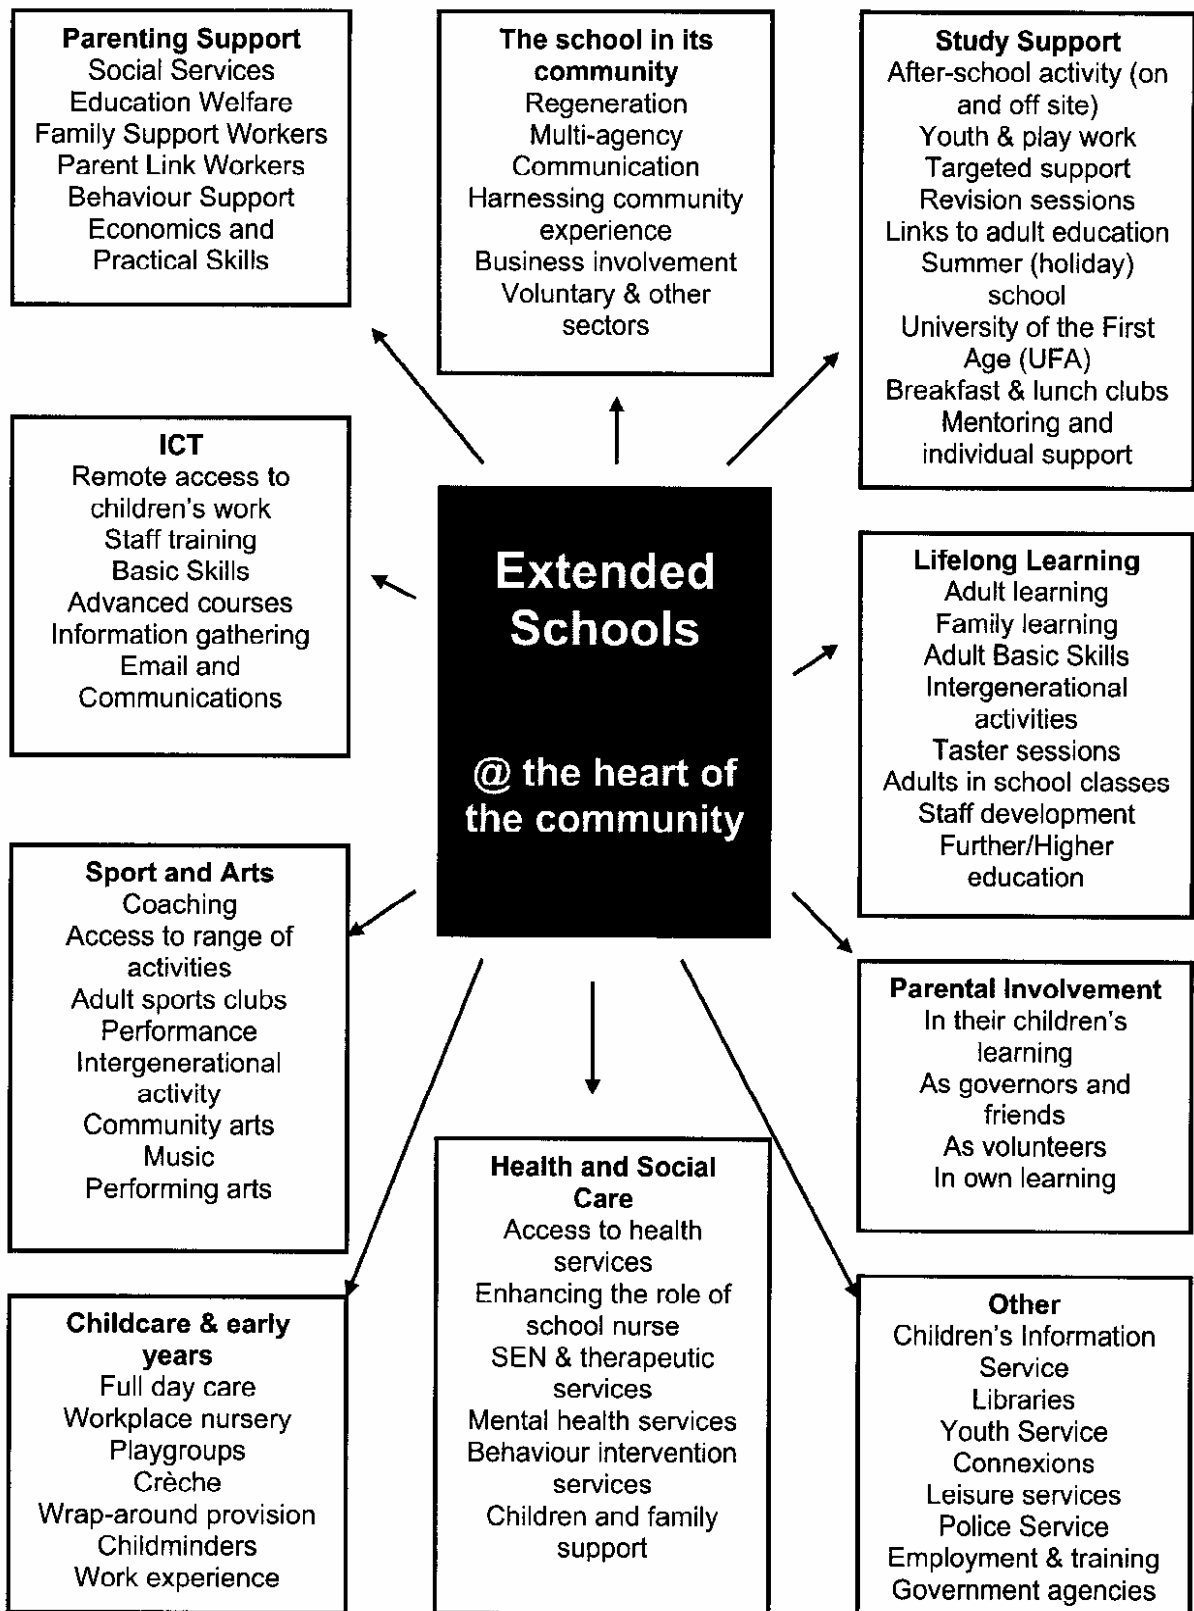 Parenting Support
Social Services
Education Welfare
Family Support Workers
Parent Link Workers
Behaviour Support
Economics and
Practical Skills
The school in its
community
Regeneration
Multi-agency
Communication
Harnessing community
experience
Business involvement
Voluntary & other
sectors
Study Support
After-school activity (on
and off site)
Youth & play work
Targeted support
Revision sessions
Links to adult education
Summer (holiday)
school
University of the First
Age (UFA)
Breakfast & lunch clubs
Mentoring and
individual support
ICT
Remote access to
children's work
Staff training
Basic Skills
Advanced courses
Information gathering
Email and
Communications
Extended
Schools
@ the heart of
the community
Lifelong Learning
Adult learning
Family learning
Adult Basic Skills
Intergenerational
activities
Taster sessions
Adults in school classes
Staff development
Further/Higher
education
Sport and Arts
Coaching
Access to range of
activities
Adult sports clubs
Performance
Intergenerational
activity
Community arts
Music
Performing arts
Parental Involvement
In their children's
learning
As governors and
friends
As volunteers
In own learning
Childcare & early
years
Full day care
Workplace nursery
Playgroups
Crèche
Wrap-around provision
Childminders
Work experience
Health and Social
Care
Access to health
services
Enhancing the role of
school nurse
SEN & therapeutic
services
Mental health services
Behaviour intervention
services
Children and family
support
Other
Children's Information
Service
Libraries
Youth Service
Connexions
Leisure services
Police Service
Employment & training
Government agencies